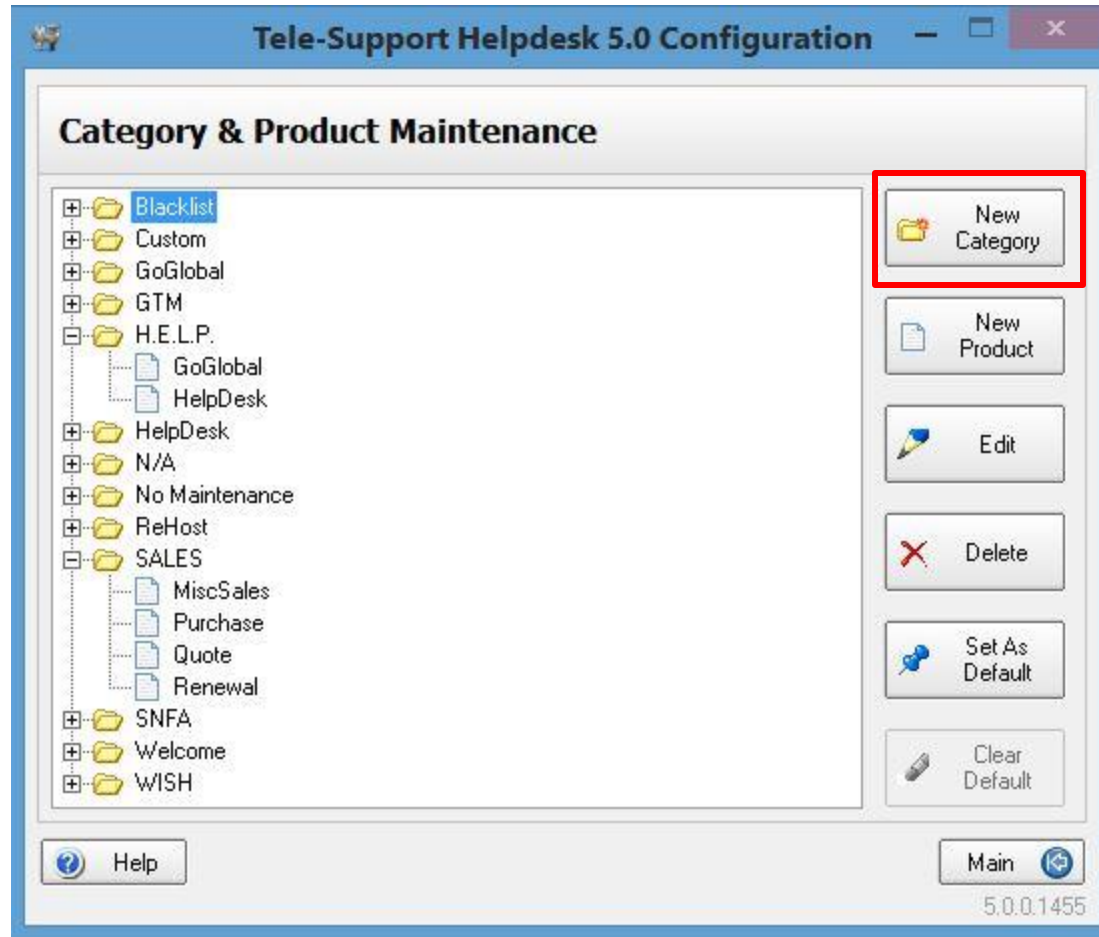 Tele-Support Helpdesk 5.0 Configuration
Category & Product Maintenance
Blacklist
Custom
GoGlobal
GTM
H.E.L.P.
GoGlobal
HelpDesk
HelpDesk
N/A
No Maintenance
ReHost
SALES
MiscSales
Purchase
Quote
Renewal
SNFA
Welcome
WISH
New
Category
New
Product
Edit
Delete
Set As
Default
Clear
Default
Help
Main
5.0.0.1455